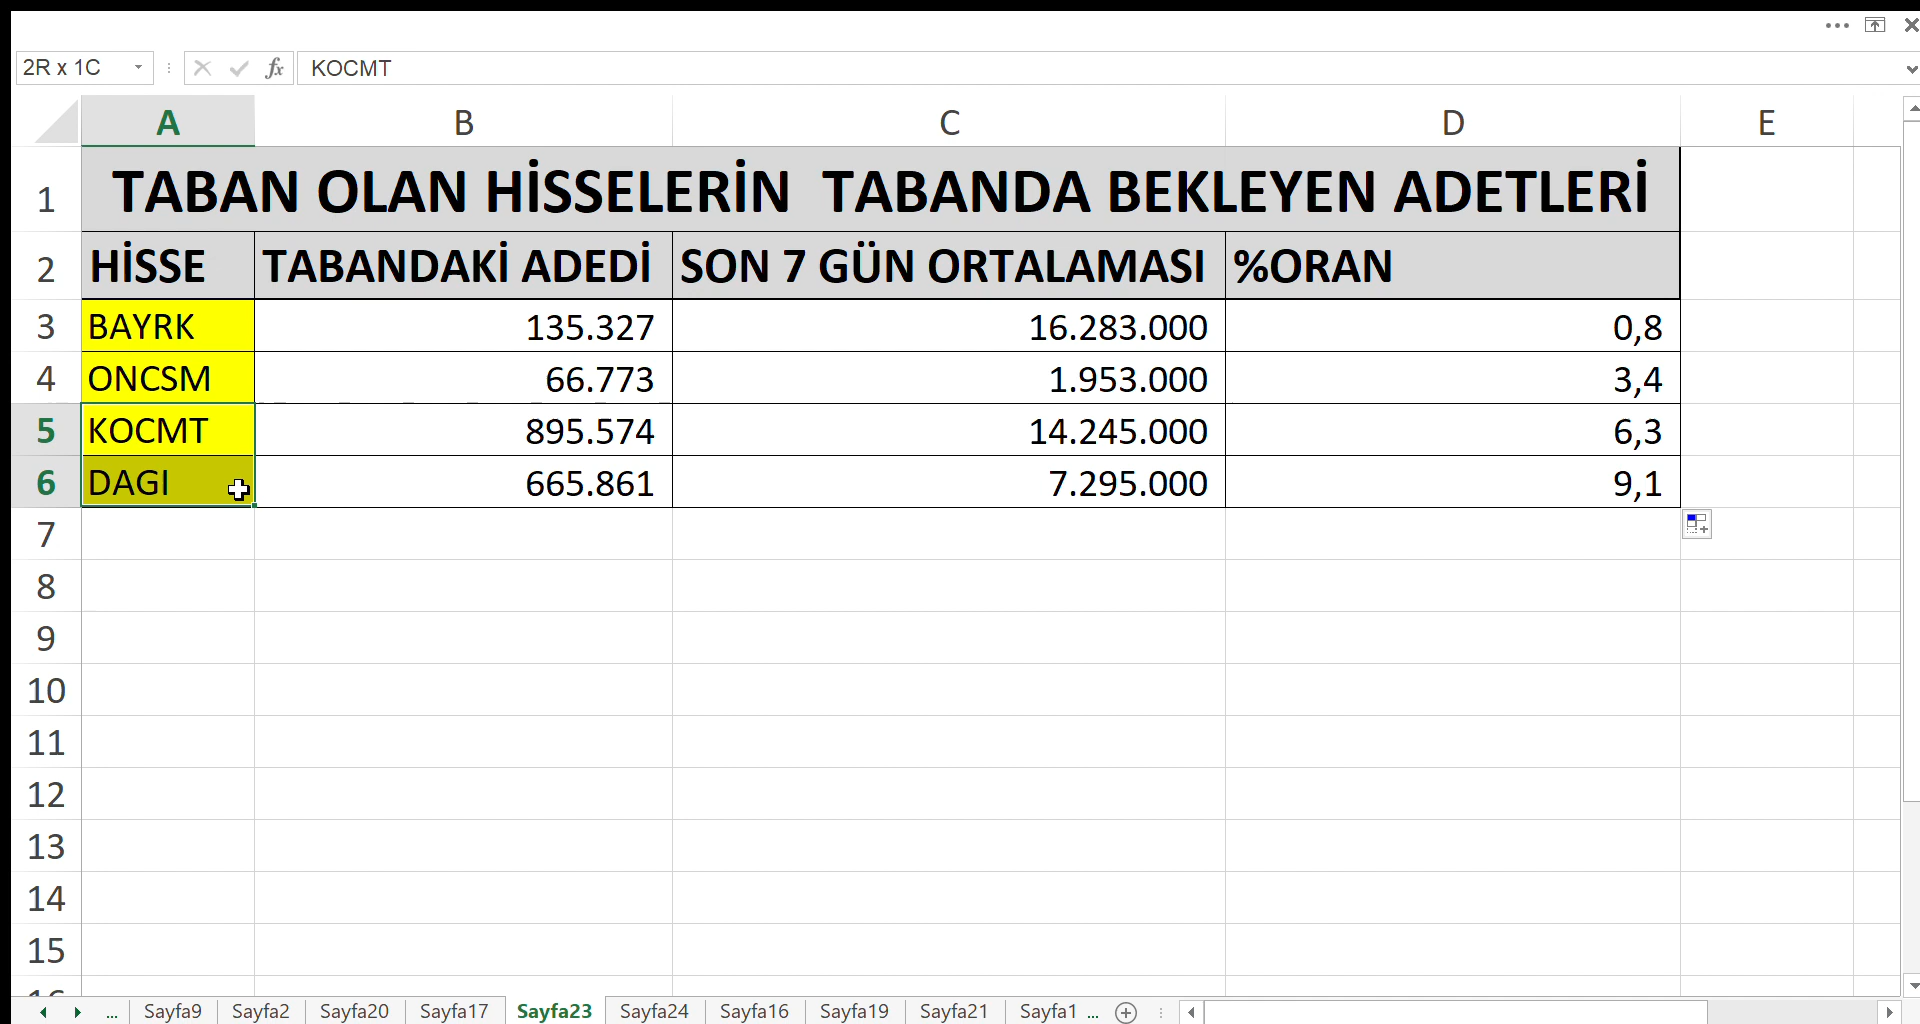 2R x 1C fx KOCMT
A B C D E
1 TABAN OLAN HİSSELERİN TABANDA BEKLEYEN ADETLERİ
2 HİSSE TABANDAKİ ADEDİ SON 7 GÜN ORTALAMASI %ORAN
3 BAYRK 135.327 16.283.000 0,8
4 ONCSM 66.773 1.953.000 3,4
5 KOCMT 895.574 14.245.000 6,3
6 DAGI 665.861 7.295.000 9,1
7
8
9
10
11
12
13
14
15
16
... Sayfa9 Sayfa2 Sayfa20 Sayfa17 Sayfa23 Sayfa24 Sayfa16 Sayfa19 Sayfa21 Sayfa1 ...